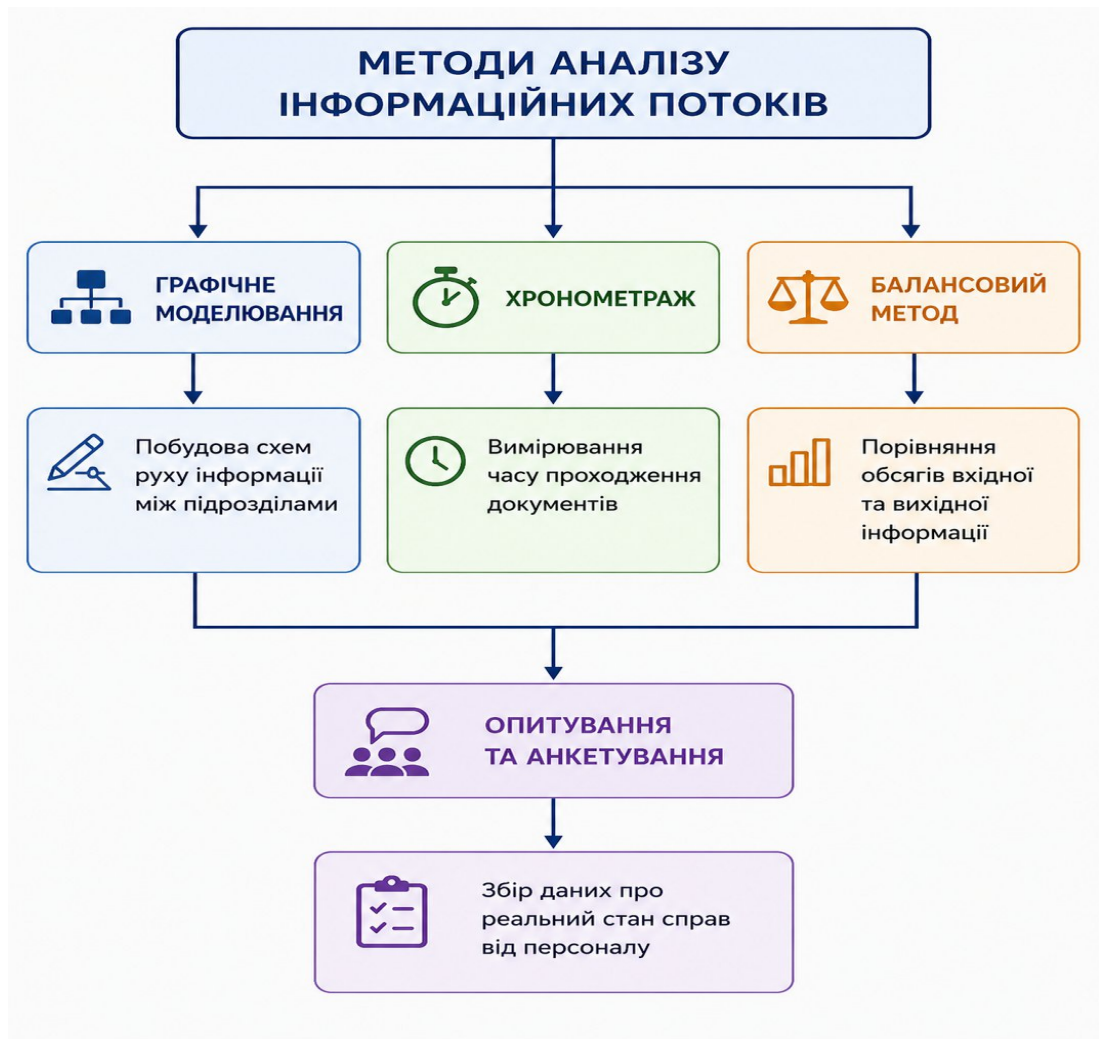 МЕТОДИ АНАЛІЗУ
ІНФОРМАЦІЙНИХ ПОТОКІВ
ГРАФІЧНЕ
МОДЕЛЮВАННЯ
ХРОНОМЕТРАЖ
БАЛАНСОВИЙ
МЕТОД
Побудова схем
руху інформації
між підрозділами
Вимірювання
часу проходження
документів
Порівняння
обсягів вхідної
та вихідної
інформації
ОПИТУВАННЯ
ТА АНКЕТУВАННЯ
Збір даних про
реальний стан справ
від персоналу